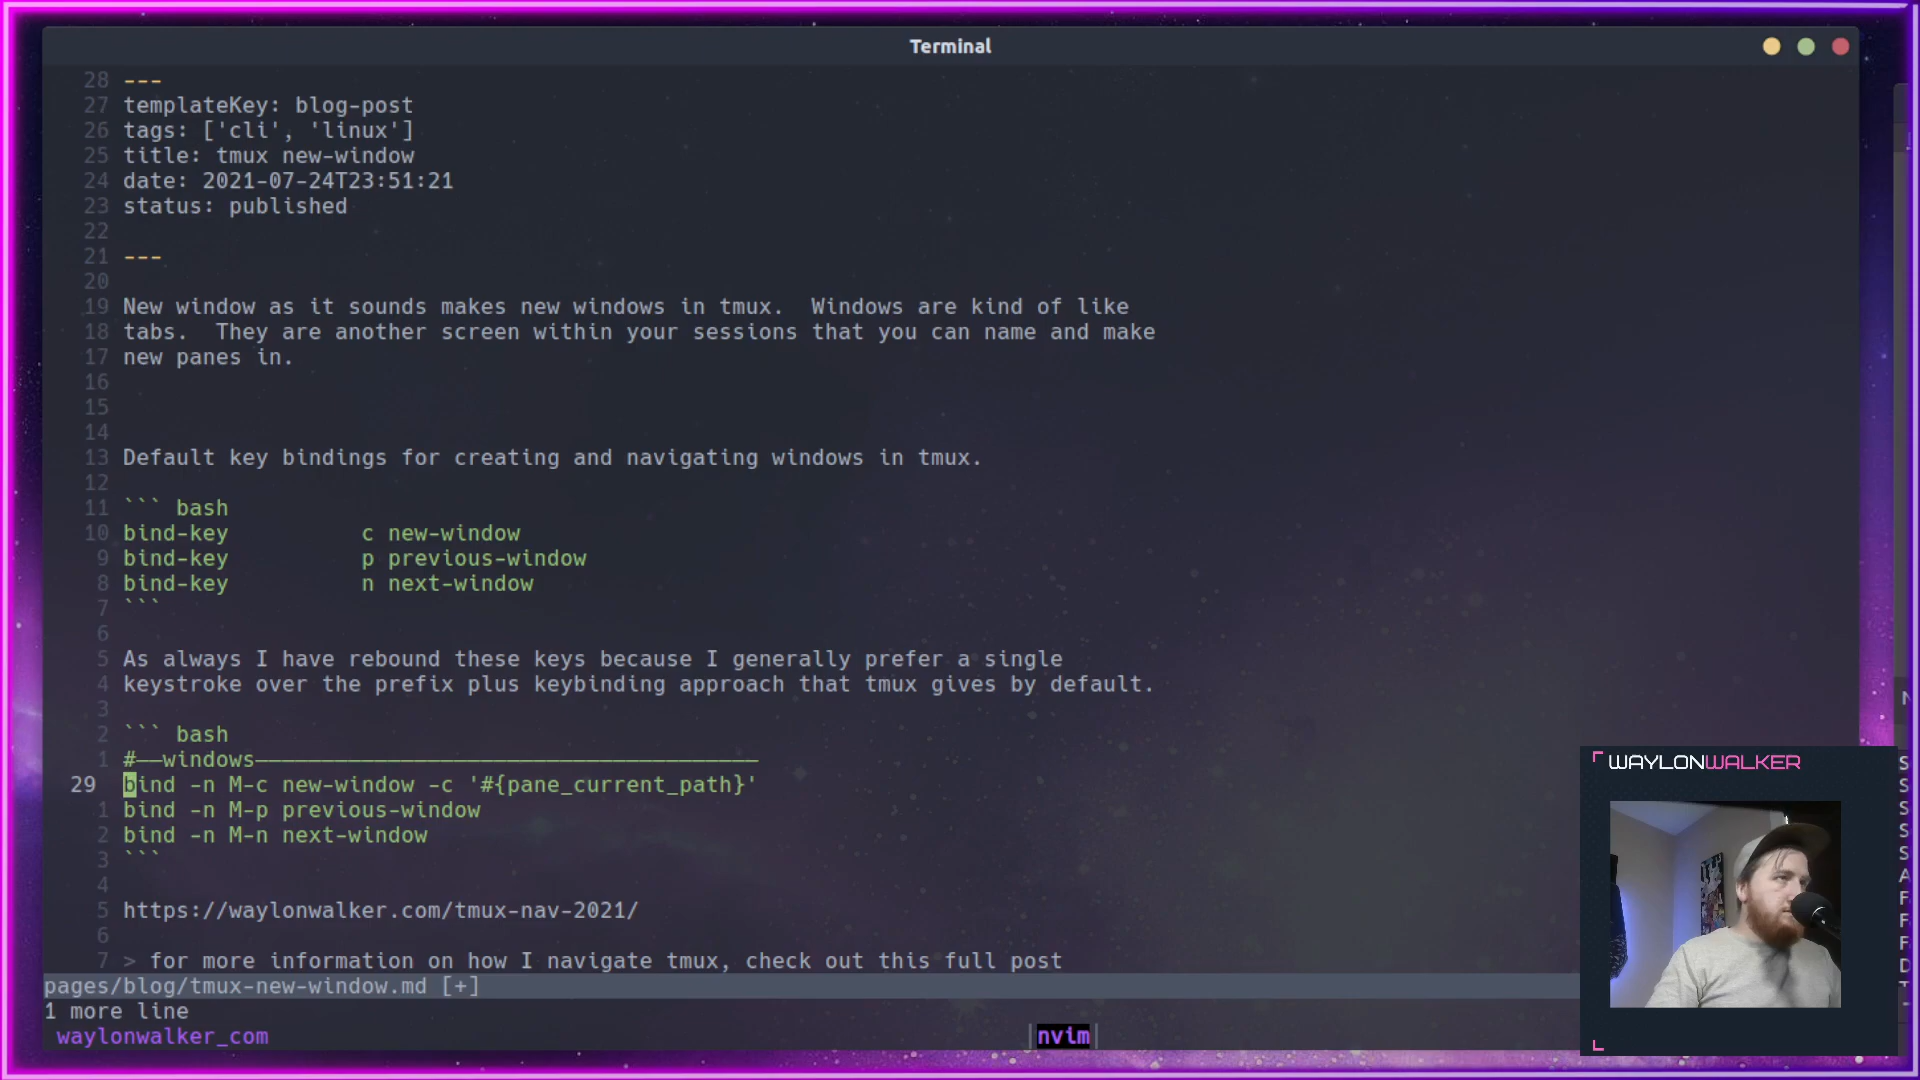 Terminal
28 ---
27 templateKey: blog-post
26 tags: ['cli', 'linux']
25 title: tmux new-window
24 date: 2021-07-24T23:51:21
23 status: published
22
21 ---
20
19 New window as it sounds makes new windows in tmux.  Windows are kind of like
18 tabs.  They are another screen within your sessions that you can name and make
17 new panes in.
16
15
14
13 Default key bindings for creating and navigating windows in tmux.
12
11 ``` bash
10 bind-key          c new-window
9 bind-key          p previous-window
8 bind-key          n next-window
7 ```
6
5 As always I have rebound these keys because I generally prefer a single
4 keystroke over the prefix plus keybinding approach that tmux gives by default.
3
2 ``` bash
1 #──windows──────────────────────────────────────
29 bind -n M-c new-window -c '#{pane_current_path}'
1 bind -n M-p previous-window
2 bind -n M-n next-window
3 ```
4
5 https://waylonwalker.com/tmux-nav-2021/
6
7 > for more information on how I navigate tmux, check out this full post
pages/blog/tmux-new-window.md [+]
1 more line
waylonwalker_com |nvim|
WAYLONWALKER